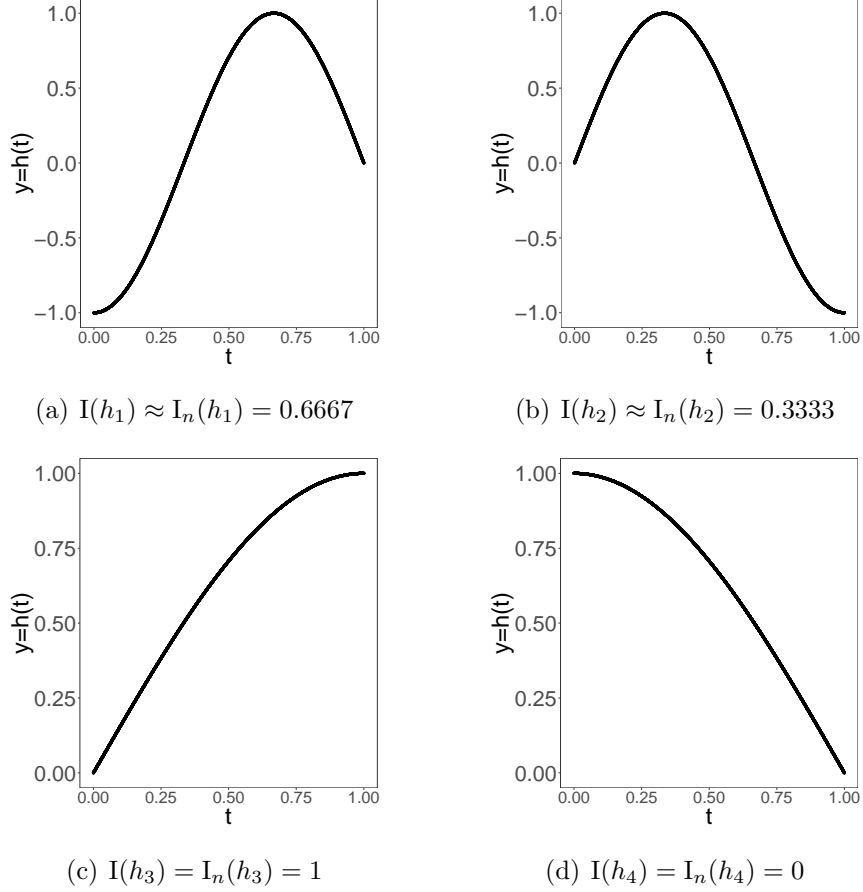 1.0
0.5
0.0
−0.5
−1.0
y=h(t)
0.00 0.25 0.50 0.75 1.00
t
(a) I(h₁) ≈ Iₙ(h₁) = 0.6667
1.0
0.5
0.0
−0.5
−1.0
y=h(t)
0.00 0.25 0.50 0.75 1.00
t
(b) I(h₂) ≈ Iₙ(h₂) = 0.3333
1.00
0.75
0.50
0.25
0.00
y=h(t)
0.00 0.25 0.50 0.75 1.00
t
(c) I(h₃) = Iₙ(h₃) = 1
1.00
0.75
0.50
0.25
0.00
y=h(t)
0.00 0.25 0.50 0.75 1.00
t
(d) I(h₄) = Iₙ(h₄) = 0